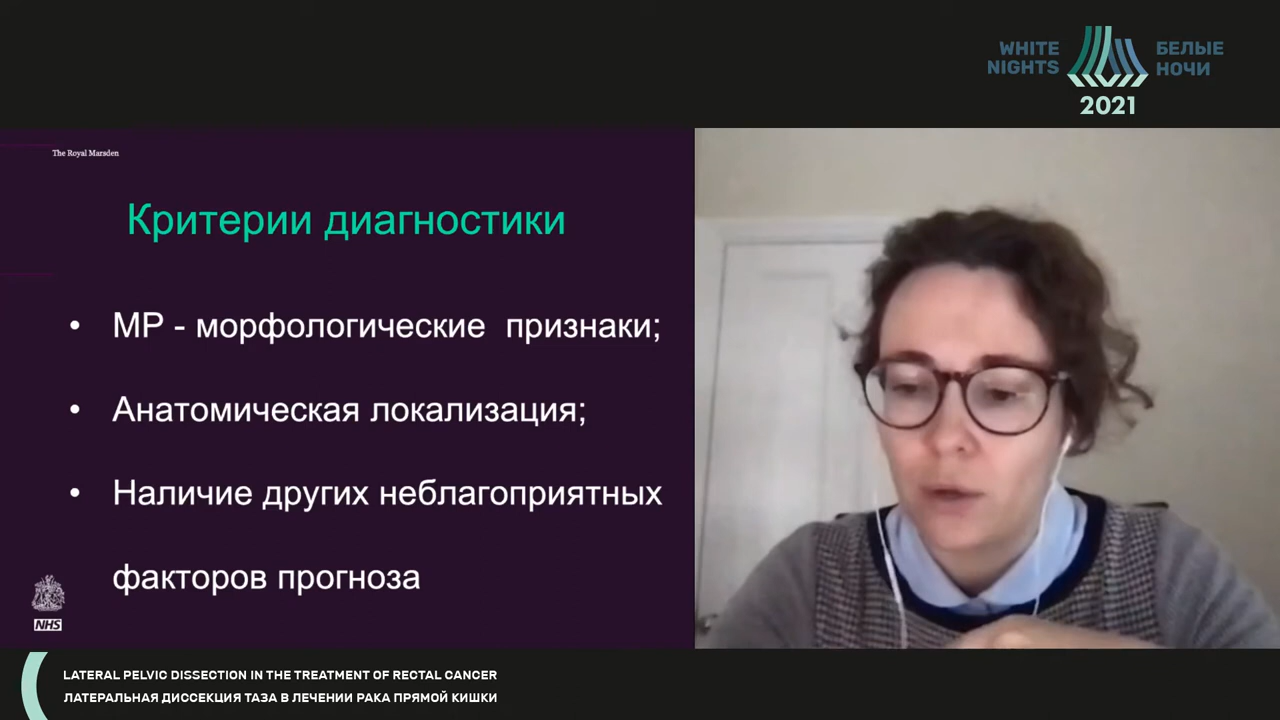 WHITE NIGHTS
БЕЛЫЕ НОЧИ
2021
The Royal Marsden
Критерии диагностики
• МР - морфологические признаки;
• Анатомическая локализация;
• Наличие других неблагоприятных
факторов прогноза
NHS
LATERAL PELVIC DISSECTION IN THE TREATMENT OF RECTAL CANCER
ЛАТЕРАЛЬНАЯ ДИССЕКЦИЯ ТАЗА В ЛЕЧЕНИИ РАКА ПРЯМОЙ КИШКИ